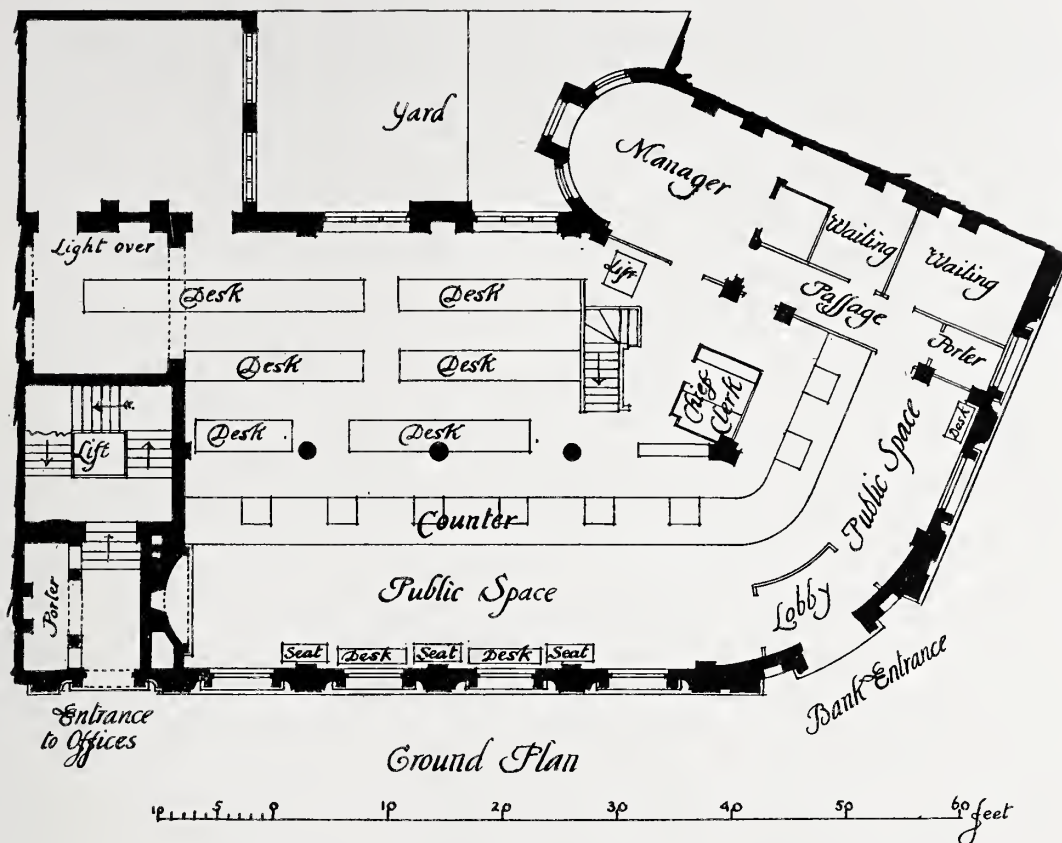 Yard
Manager
Waiting
Waiting
Light over
Lift
Passage
Desk
Desk
Porter
Desk
Desk
Chief
Clerk
Desk
Desk
Desk
Lift
Public Space
Counter
Porter
Public Space
Lobby
Seat
Desk
Seat
Desk
Seat
Bank Entrance
Entrance
to Offices
Ground Plan
10 5 0 10 20 30 40 50 60 feet